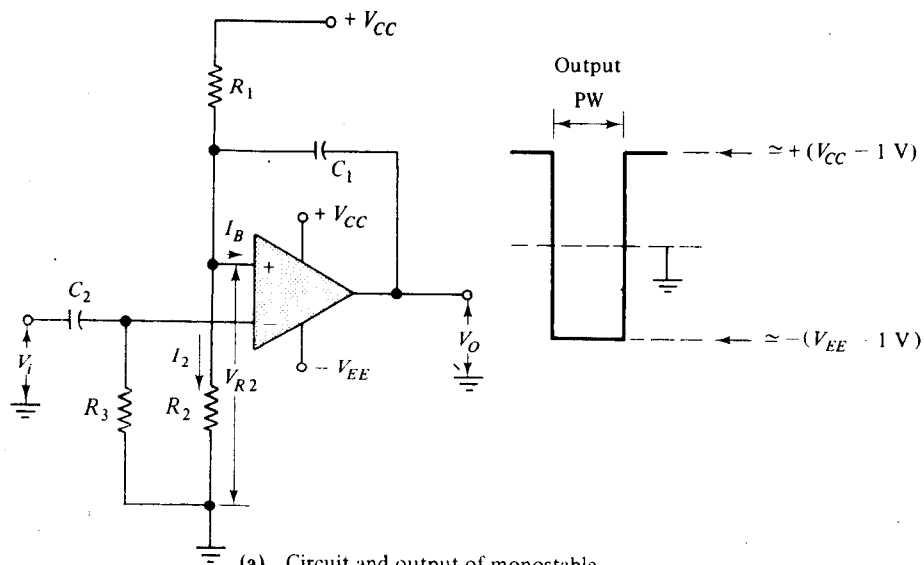 + V_CC
R_1
Output
PW
≃ + (V_CC − 1 V)
C_1
+ V_CC
I_B
+
C_2
−
V_i
I_2
V_R2
V_O
− V_EE
≃ − (V_EE 1 V)
R_3
R_2
(a) Circuit and output of monostable